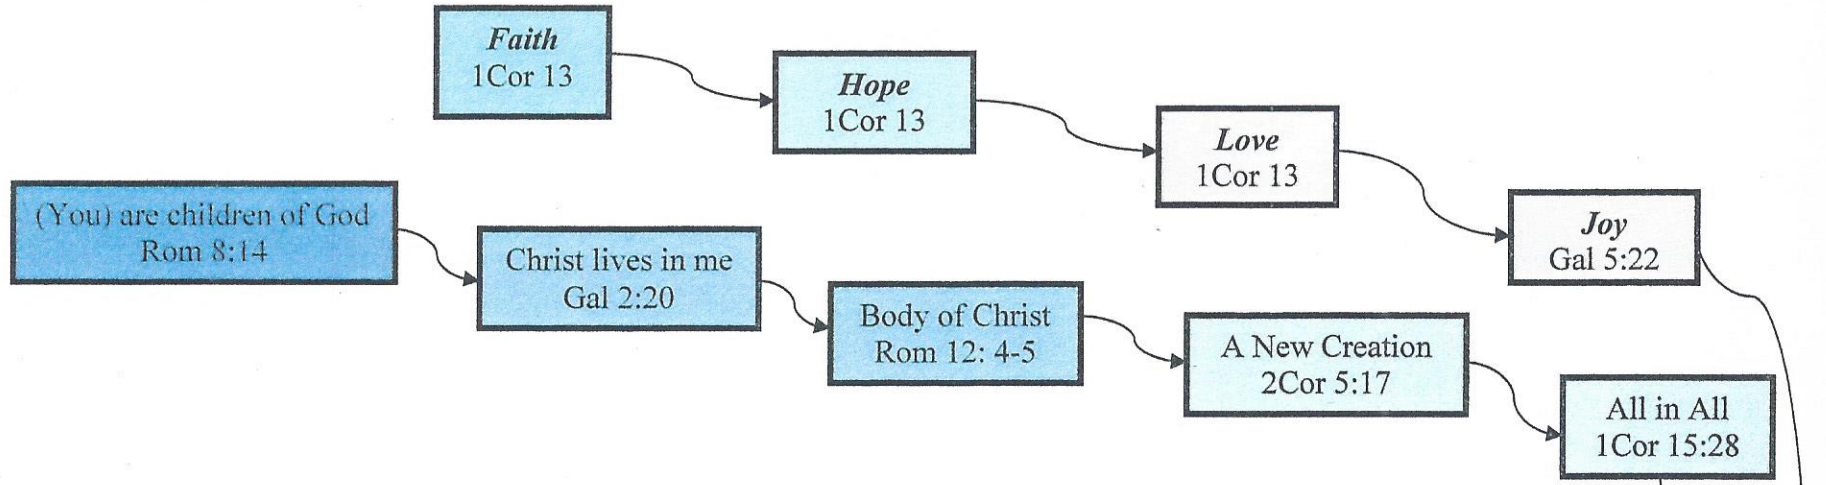 Faith
1Cor 13
Hope
1Cor 13
Love
1Cor 13
Joy
Gal 5:22
(You) are children of God
Rom 8:14
Christ lives in me
Gal 2:20
Body of Christ
Rom 12: 4-5
A New Creation
2Cor 5:17
All in All
1Cor 15:28